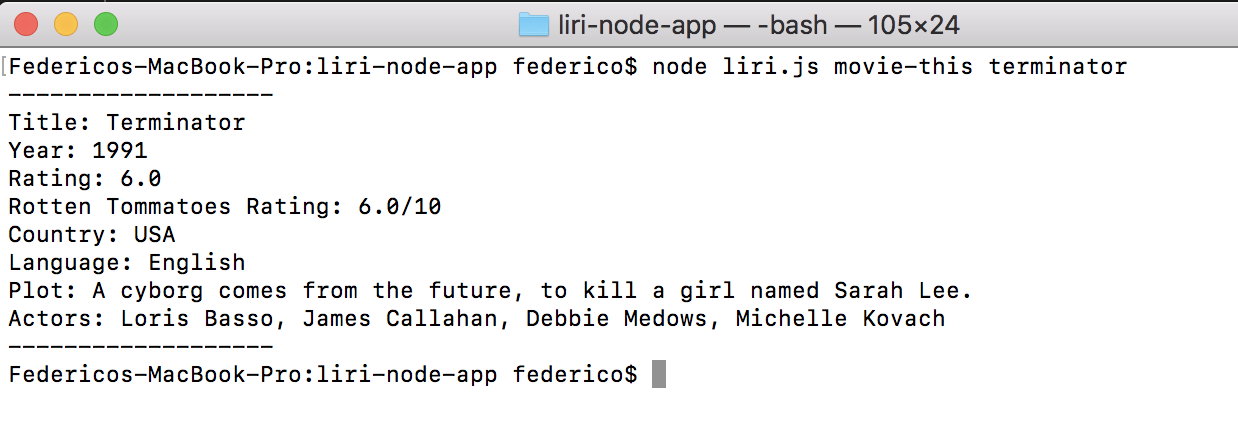 liri-node-app — -bash — 105×24
[Federicos-MacBook-Pro:liri-node-app federico$ node liri.js movie-this terminator
-------------------
Title: Terminator
Year: 1991
Rating: 6.0
Rotten Tommatoes Rating: 6.0/10
Country: USA
Language: English
Plot: A cyborg comes from the future, to kill a girl named Sarah Lee.
Actors: Loris Basso, James Callahan, Debbie Medows, Michelle Kovach
-------------------
Federicos-MacBook-Pro:liri-node-app federico$